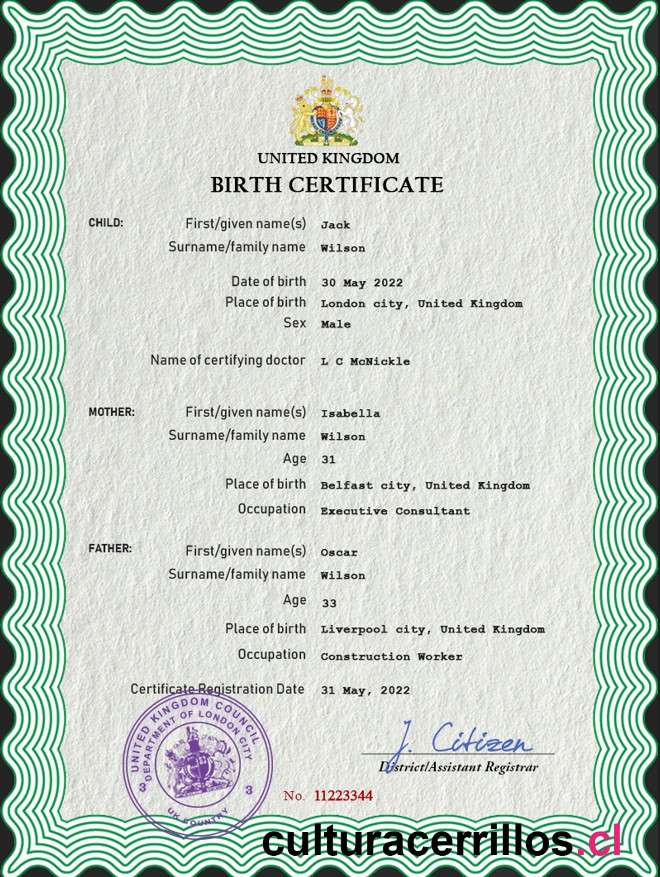 UNITED KINGDOM
BIRTH CERTIFICATE
CHILD: First/given name(s) Jack
Surname/family name Wilson
Date of birth 30 May 2022
Place of birth London city, United Kingdom
Sex Male
Name of certifying doctor L C McNickle
MOTHER: First/given name(s) Isabella
Surname/family name Wilson
Age 31
Place of birth Belfast city, United Kingdom
Occupation Executive Consultant
FATHER: First/given name(s) Oscar
Surname/family name Wilson
Age 33
Place of birth Liverpool city, United Kingdom
Occupation Construction Worker
Certificate Registration Date 31 May, 2022
UNITED KINGDOM COUNCIL
DEPARTMENT OF LONDON CITY
3 3
UK COUNTRY
J. Citizen
District/Assistant Registrar
No. 11223344
culturacerrillos.cl